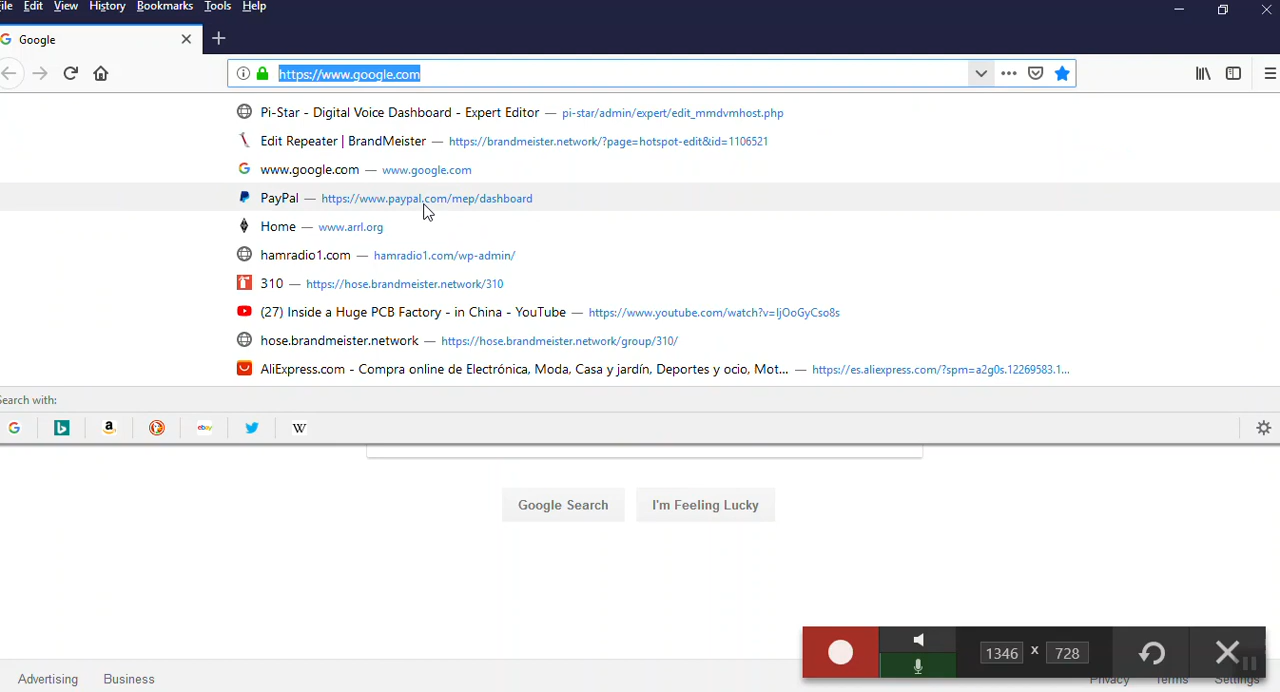 ile Edit View History Bookmarks Tools Help
Google
https://www.google.com
Pi-Star - Digital Voice Dashboard - Expert Editor — pi-star/admin/expert/edit_mmdvmhost.php
Edit Repeater | BrandMeister — https://brandmeister.network/?page=hotspot-edit&id=1106521
www.google.com — www.google.com
PayPal — https://www.paypal.com/mep/dashboard
Home — www.arrl.org
hamradio1.com — hamradio1.com/wp-admin/
310 — https://hose.brandmeister.network/310
(27) Inside a Huge PCB Factory - in China - YouTube — https://www.youtube.com/watch?v=ljOoGyCso8s
hose.brandmeister.network — https://hose.brandmeister.network/group/310/
AliExpress.com - Compra online de Electrónica, Moda, Casa y jardín, Deportes y ocio, Mot... — https://es.aliexpress.com/?spm=a2g0s.12269583.1...
earch with:
G b a ebay W
Google Search I'm Feeling Lucky
1346 x 728
Advertising Business Privacy Terms Settings